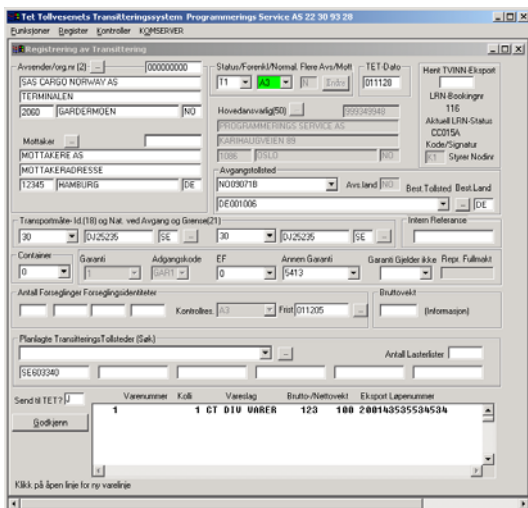 Tet Tollvesenets Transitteringssystem Programmerings Service AS 22 30 93 28
Funksjoner Register Kontroller KOMSERVER
Registrering av Transittering
Avsender/org.nr (2) ... 000000000
Status/Forenkl/Normal. Flere Avs/Mott
TET-Dato
Hent TVINN-Eksport
SAS CARGO NORWAY AS
T1 A3 N Endre
011128
TERMINALEN
LRN-Bookingnr
2060 GARDERMOEN NO
Hovedansvarlig(50) ... 999349948
116
PROGRAMMERINGS SERVICE AS
Aktuell LRN-Status
Mottaker ...
KARIHAUGVEIEN 89
CC015A
MOTTAKERE AS
1086 OSLO NO
Kode/Signatur
MOTTAKERADRESSE
K1 Styrer Nodinr
12345 HAMBURG DE
Avgangstollsted
NO09071B Avs.land NO Best.Tollsted Best.Land
DE001006 ... DE
Transportmåte- Id.(18) og Nat. ved Avgang og Grense(21)
Intern Referanse
30 DJ25235 SE ... 30 DJ25235 SE ...
Container Garanti Adgangskode EF Annen Garanti Garanti Gjelder ikke Repr. Fullmakt
0 1 GAR1 0 5413
Antall Forseglinger Forseglingsidentiteter
Bruttovekt
Kontrollres. A3 Frist 011205 ... (Informasjon)
Planlagte TransitteringsTollsteder (Søk)
... Antall Lasterlister
SE603340
Send til TET? J
Varenummer Kolli Vareslag Brutto-/Nettovekt Eksport Løpenummer
Godkjenn
1 1 CT DIV VARER 123 100 200143535534534
Klikk på åpen linje for ny varelinje